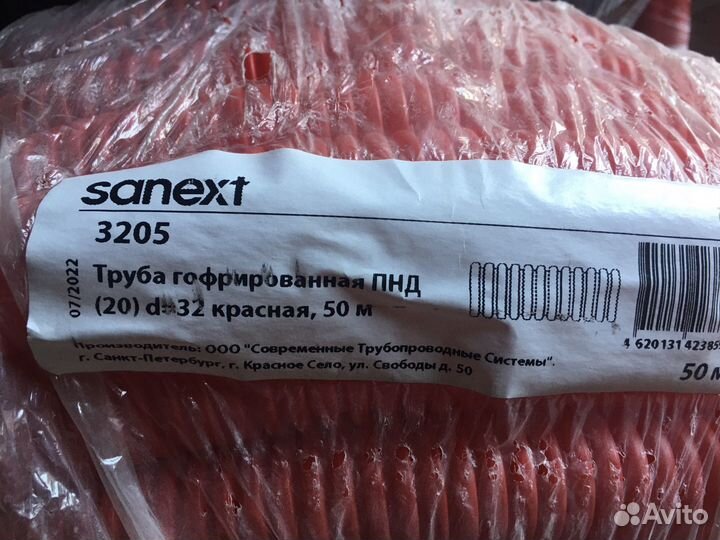 sanext
3205
07/2022
Труба гофрированная ПНД
(20) d=32 красная, 50 м
Производитель: ООО "Современные Трубопроводные Системы".
г. Санкт-Петербург, г. Красное Село, ул. Свободы д. 50
4 620131 42385
50 м
Avito